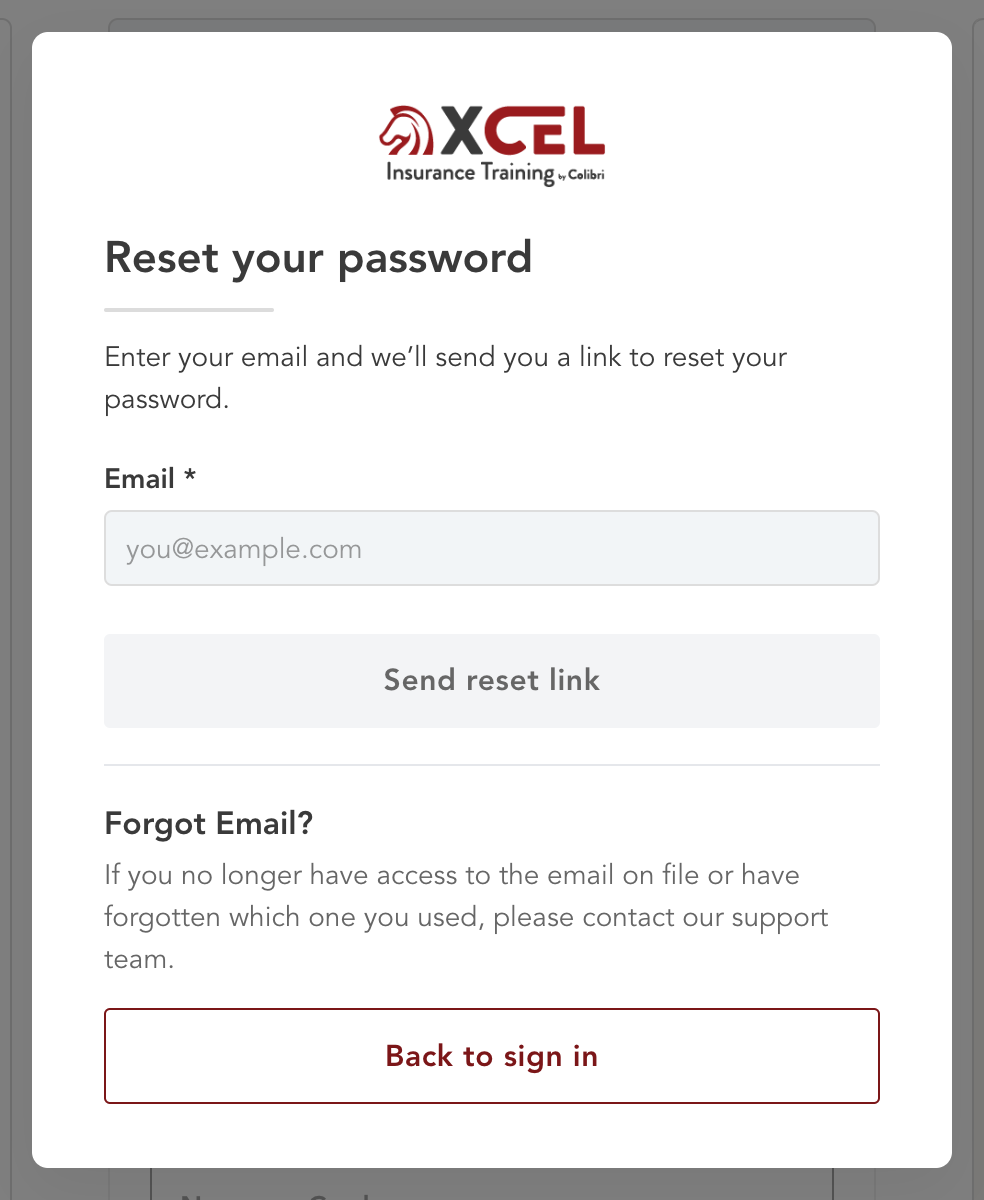 XCEL
Insurance Training by Colibri
Reset your password
Enter your email and we’ll send you a link to reset your
password.
Email *
you@example.com
Send reset link
Forgot Email?
If you no longer have access to the email on file or have
forgotten which one you used, please contact our support
team.
Back to sign in